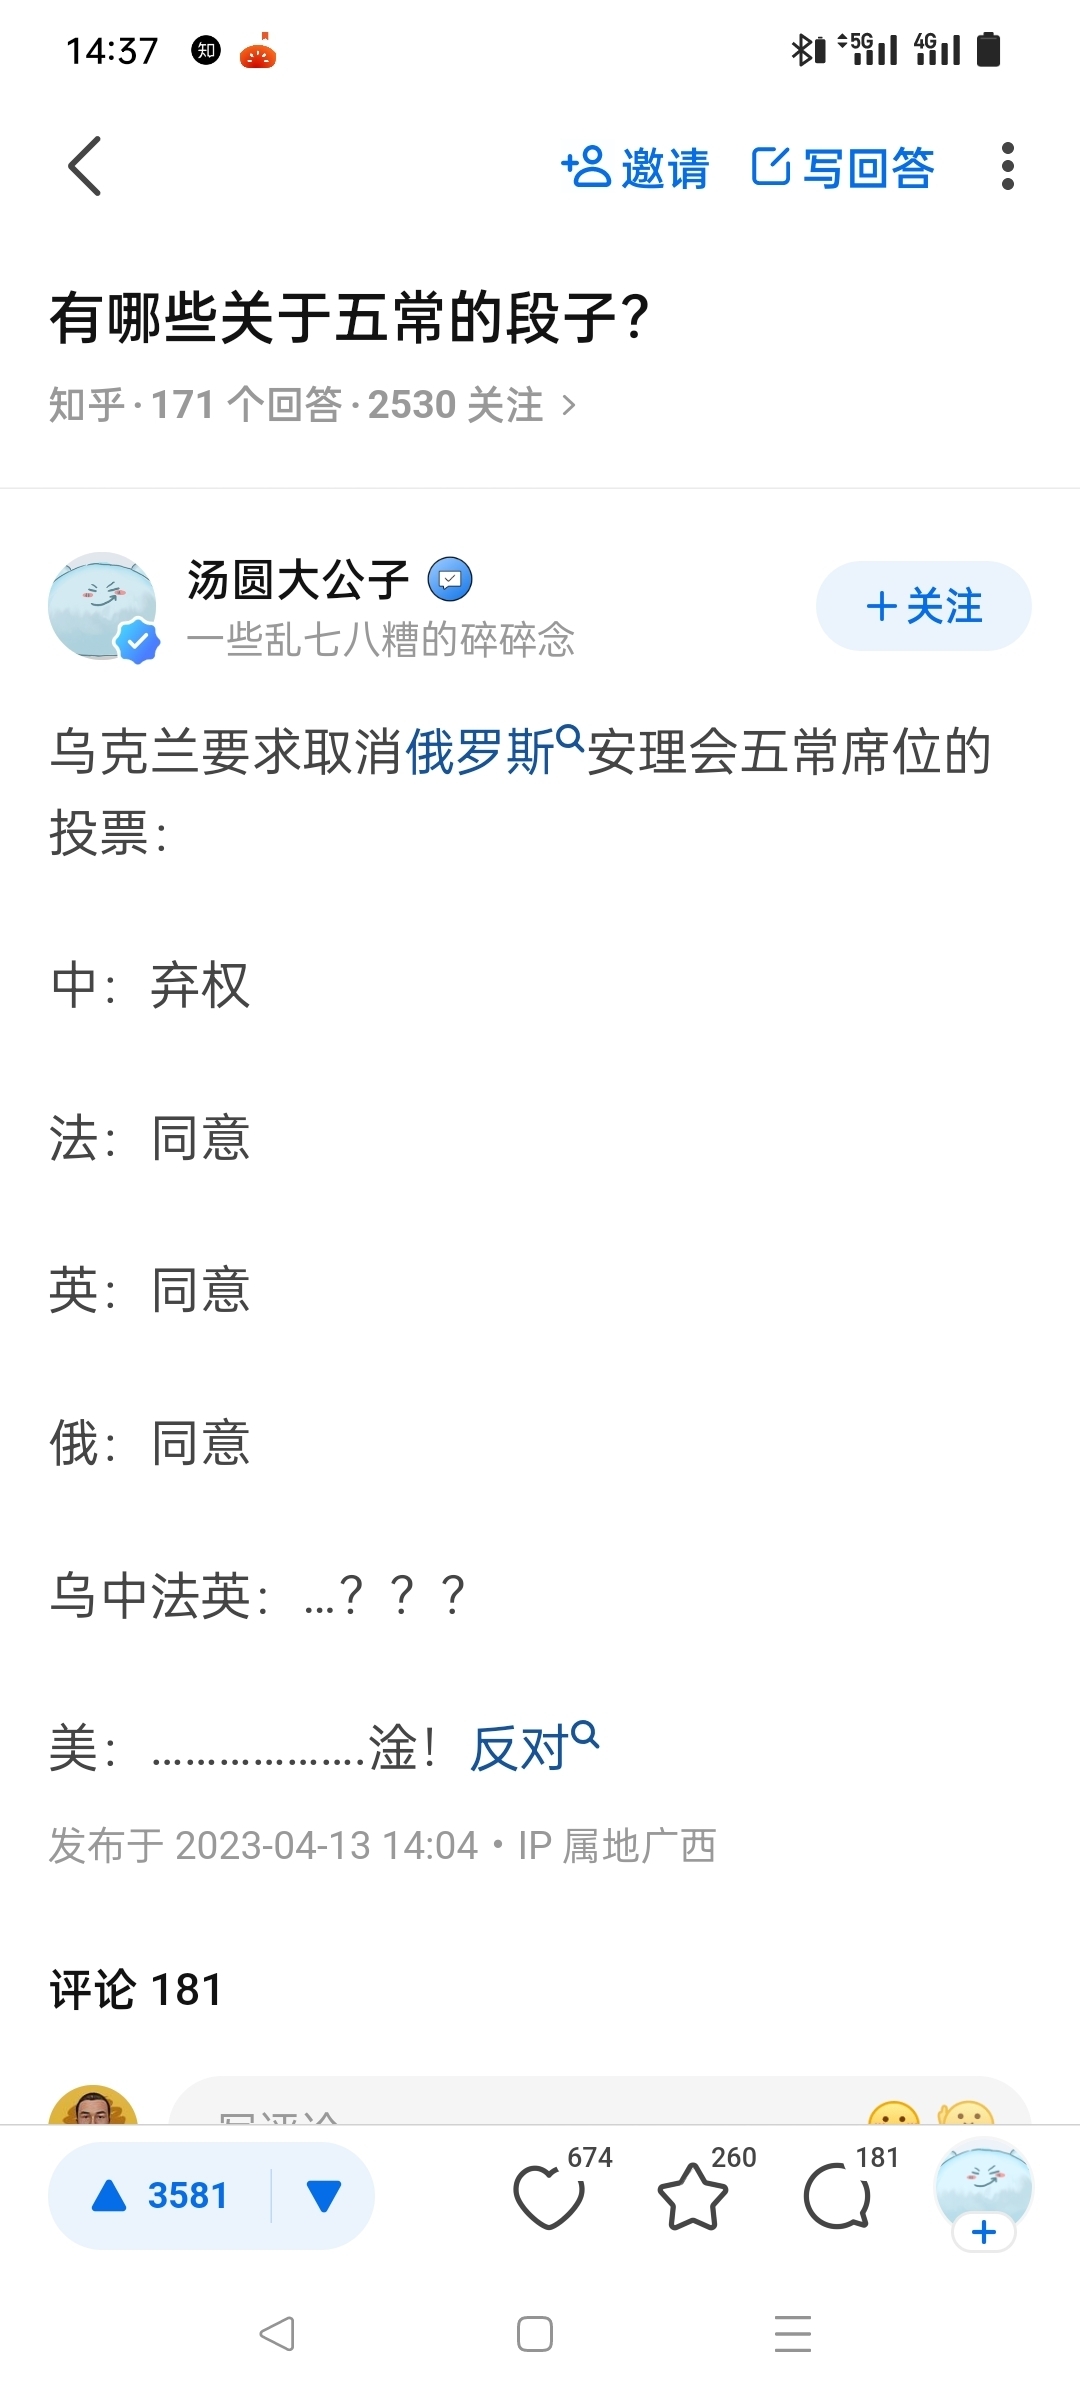 14:37 知 5G 4G
邀请 写回答
有哪些关于五常的段子？
知乎·171 个回答·2530 关注 >
汤圆大公子
一些乱七八糟的碎碎念
+关注
乌克兰要求取消俄罗斯安理会五常席位的
投票：
中：弃权
法：同意
英：同意
俄：同意
乌中法英：…？？？
美：……………….淦！反对
发布于 2023-04-13 14:04 · IP 属地广西
评论 181
写评论
3581 674 260 181